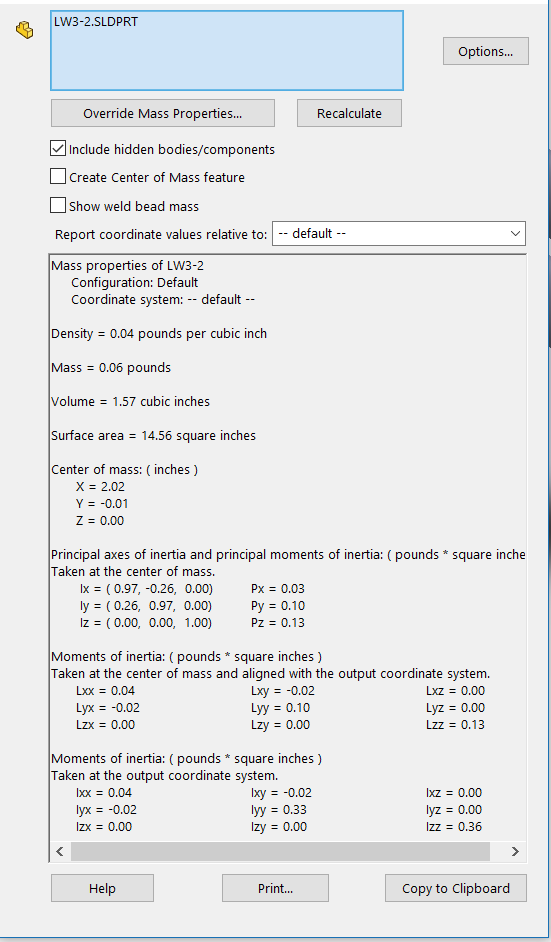 LW3-2.SLDPRT
Options...
Override Mass Properties...
Recalculate
Include hidden bodies/components
Create Center of Mass feature
Show weld bead mass
Report coordinate values relative to: -- default --
Mass properties of LW3-2
Configuration: Default
Coordinate system: -- default --
Density = 0.04 pounds per cubic inch
Mass = 0.06 pounds
Volume = 1.57 cubic inches
Surface area = 14.56 square inches
Center of mass: ( inches )
X = 2.02
Y = -0.01
Z = 0.00
Principal axes of inertia and principal moments of inertia: ( pounds * square inche
Taken at the center of mass.
Ix = ( 0.97, -0.26, 0.00) Px = 0.03
Iy = ( 0.26, 0.97, 0.00) Py = 0.10
Iz = ( 0.00, 0.00, 1.00) Pz = 0.13
Moments of inertia: ( pounds * square inches )
Taken at the center of mass and aligned with the output coordinate system.
Lxx = 0.04 Lxy = -0.02 Lxz = 0.00
Lyx = -0.02 Lyy = 0.10 Lyz = 0.00
Lzx = 0.00 Lzy = 0.00 Lzz = 0.13
Moments of inertia: ( pounds * square inches )
Taken at the output coordinate system.
Ixx = 0.04 Ixy = -0.02 Ixz = 0.00
Iyx = -0.02 Iyy = 0.33 Iyz = 0.00
Izx = 0.00 Izy = 0.00 Izz = 0.36
Help
Print...
Copy to Clipboard